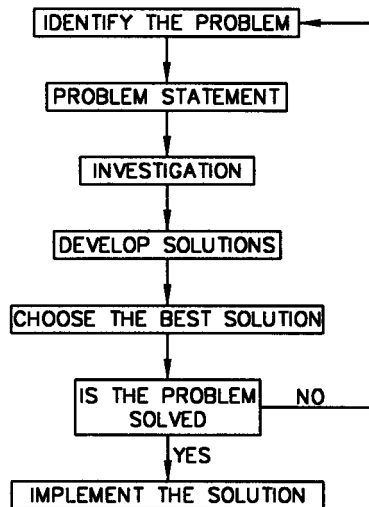 IDENTIFY THE PROBLEM
PROBLEM STATEMENT
INVESTIGATION
DEVELOP SOLUTIONS
CHOOSE THE BEST SOLUTION
IS THE PROBLEM
SOLVED
NO
YES
IMPLEMENT THE SOLUTION